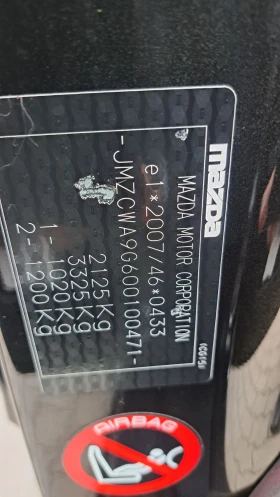 mazda
MAZDA MOTOR CORPORATION
e1*2007/46*0433
-JMZCWA9G600100471-
2125Kg
3325Kg
1- 1020Kg
2- 1200Kg
AIRBAG